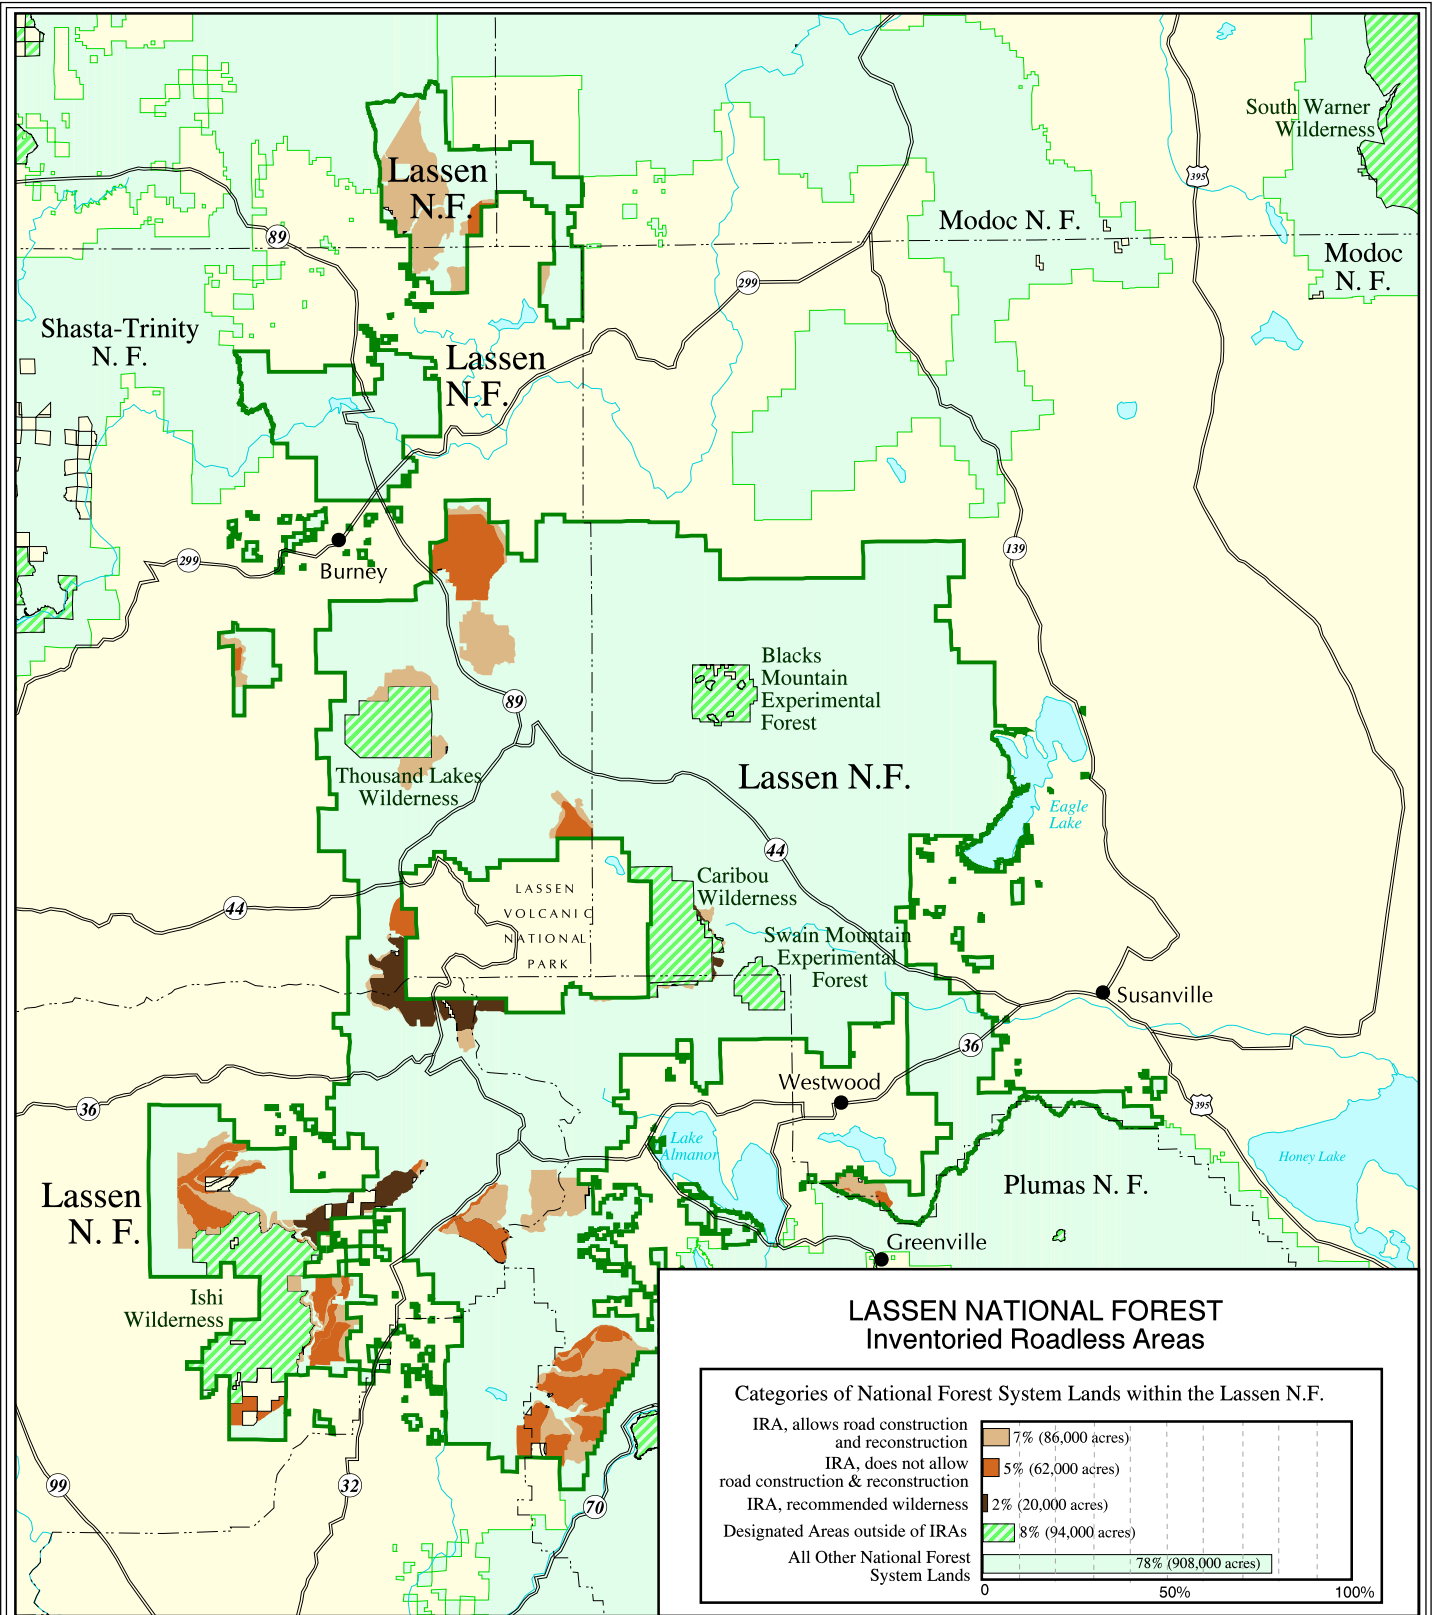 South Warner
Wilderness
395
Lassen
N.F.
Modoc N. F.
89
Modoc
N. F.
299
Shasta-Trinity
N. F.
Lassen
N.F.
139
299
Burney
Blacks
Mountain
Experimental
Forest
89
Thousand Lakes
Wilderness
Lassen N.F.
Eagle
Lake
44
Caribou
Wilderness
LASSEN
VOLCANIC
NATIONAL
PARK
44
Swain Mountain
Experimental
Forest
Susanville
36
Westwood
36
395
Lake
Almanor
Honey Lake
Lassen
N. F.
Plumas N. F.
Greenville
Ishi
Wilderness
99
32
70
LASSEN NATIONAL FOREST
Inventoried Roadless Areas
Categories of National Forest System Lands within the Lassen N.F.
IRA, allows road construction
and reconstruction
7% (86,000 acres)
IRA, does not allow
road construction & reconstruction
5% (62,000 acres)
IRA, recommended wilderness
2% (20,000 acres)
Designated Areas outside of IRAs
8% (94,000 acres)
All Other National Forest
System Lands
78% (908,000 acres)
0 50% 100%